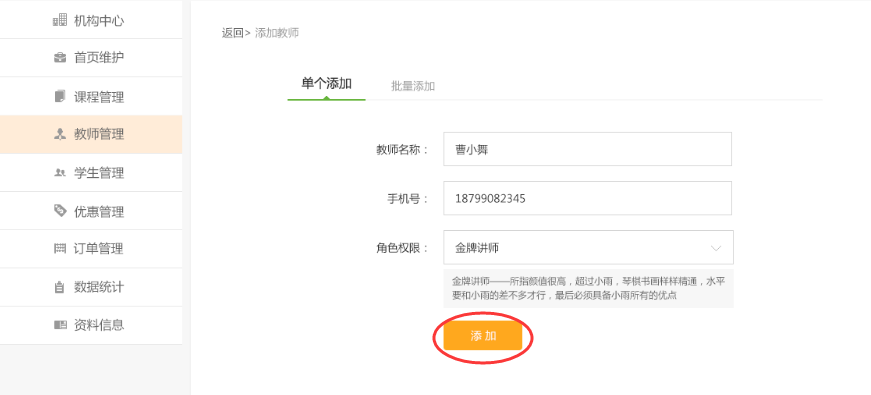 机构中心
首页维护
课程管理
教师管理
学生管理
优惠管理
订单管理
数据统计
资料信息
返回> 添加教师
单个添加
批量添加
教师名称：
曹小舞
手机号：
18799082345
角色权限：
金牌讲师
金牌讲师——所指颜值很高，超过小雨，琴棋书画样样精通，水平
要和小雨的差不多才行，最后必须具备小雨所有的优点
添 加